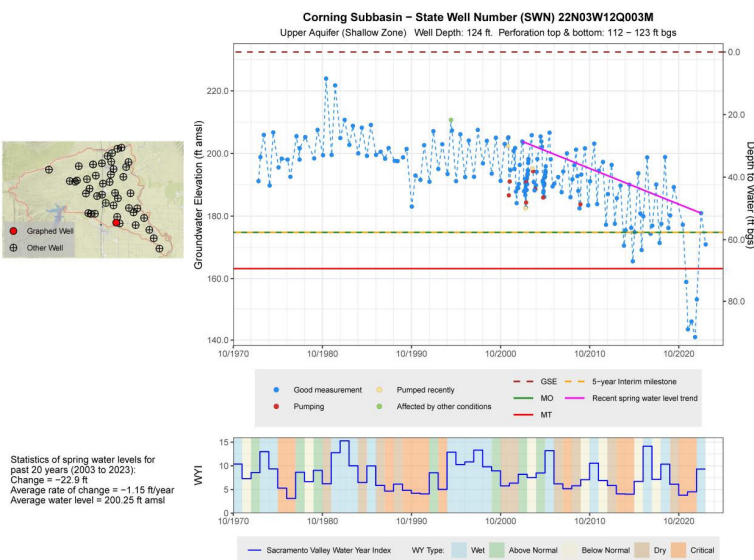 Corning Subbasin − State Well Number (SWN) 22N03W12Q003M
Upper Aquifer (Shallow Zone) Well Depth: 124 ft. Perforation top & bottom: 112 − 123 ft bgs
Graphed Well
Other Well
Groundwater Elevation (ft amsl)
220.0
200.0
180.0
160.0
140.0
Depth to Water (ft bgs)
0.0
20.0
40.0
60.0
80.0
10/1970 10/1980 10/1990 10/2000 10/2010 10/2020
Good measurement
Pumping
Pumped recently
Affected by other conditions
GSE
MO
MT
5−year Interim milestone
Recent spring water level trend
Statistics of spring water levels for
past 20 years (2003 to 2023):
Change = −22.9 ft
Average rate of change = −1.15 ft/year
Average water level = 200.25 ft amsl
WYI
15
10
5
0
10/1970 10/1980 10/1990 10/2000 10/2010 10/2020
Sacramento Valley Water Year Index WY Type: Wet Above Normal Below Normal Dry Critical